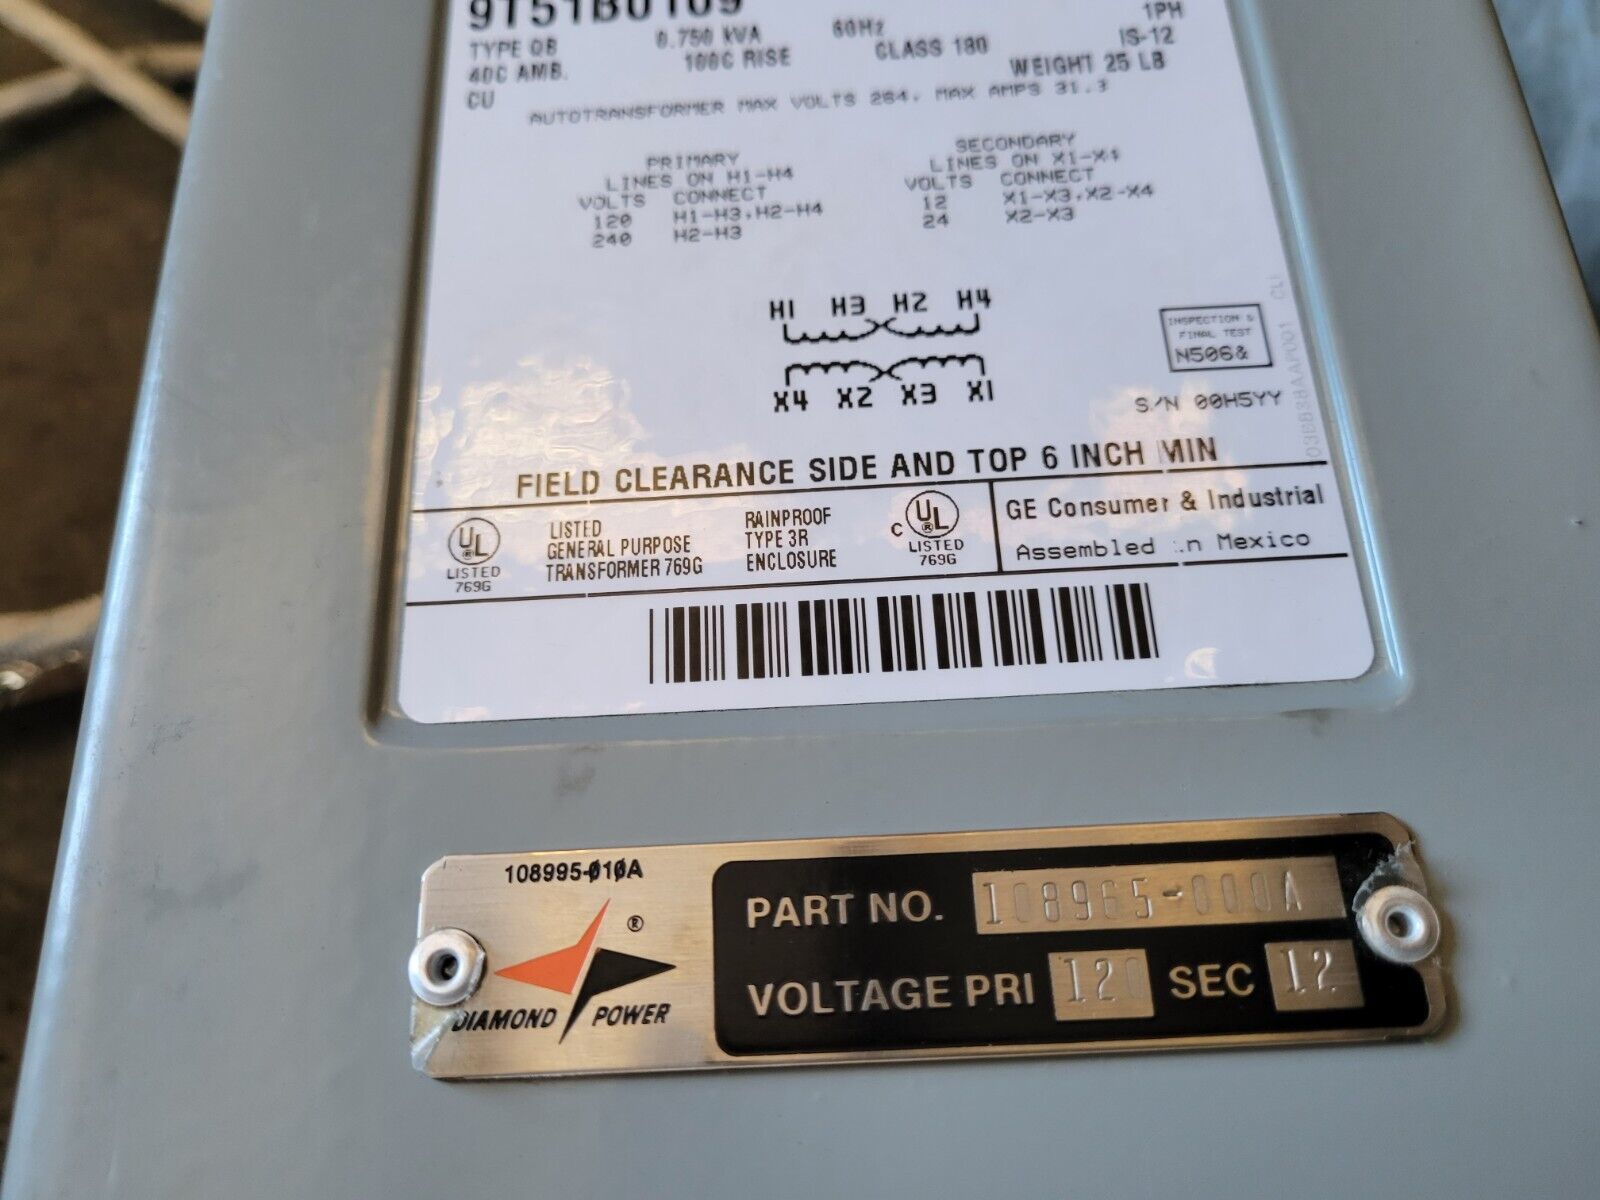 9T51B0109
TYPE QB 0.750 KVA 60Hz 1PH
40C AMB. 100C RISE CLASS 180 IS-12
CU WEIGHT 25 LB
AUTOTRANSFORMER MAX VOLTS 264, MAX AMPS 31.3
PRIMARY
LINES ON H1-H4
VOLTS CONNECT
120 H1-H3,H2-H4
240 H2-H3
SECONDARY
LINES ON X1-X4
VOLTS CONNECT
12 X1-X3,X2-X4
24 X2-X3
H1 H3 H2 H4
X4 X2 X3 X1
INSPECTION &
FINAL TEST
N506&
S/N 00H5YY
FIELD CLEARANCE SIDE AND TOP 6 INCH MIN
UL
LISTED
769G
LISTED
GENERAL PURPOSE
TRANSFORMER 769G
RAINPROOF
TYPE 3R
ENCLOSURE
C UL
LISTED
769G
GE Consumer & Industrial
Assembled in Mexico
108995-010A
DIAMOND POWER
PART NO. 108965-000A
VOLTAGE PRI 120 SEC 12